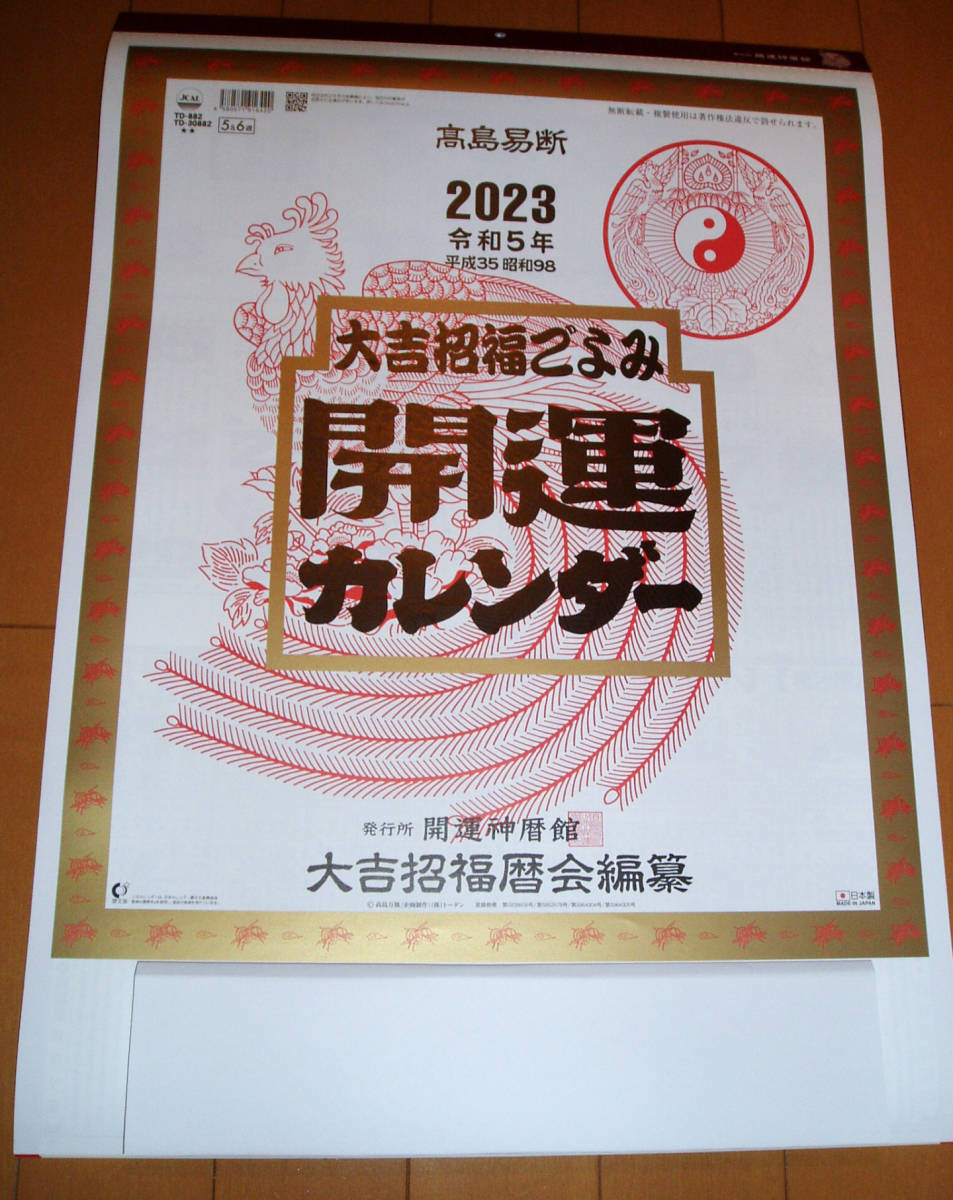 JCAL
TD-882
TD-30882
★★
5&6週
無断転載・複製使用は著作権法違反で罰せられます。
高島易断
2023
令和5年
平成35 昭和98
大吉招福ごよみ
開運
カレンダー
発行所 開運神暦館
大吉招福暦会編纂
日本製
MADE IN JAPAN